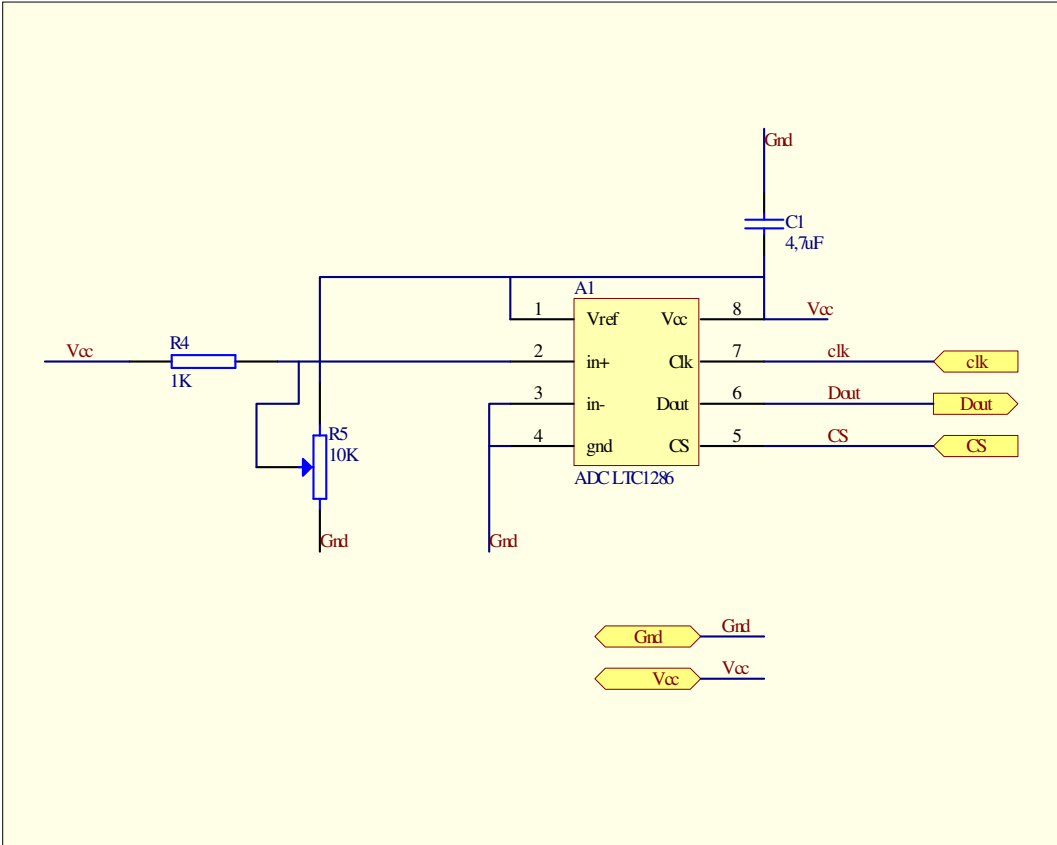 Gnd
C1
4,7uF
A1
1 Vref Vcc 8 Vcc
Vcc R4
1K
2 in+ Clk 7 clk clk
3 in- Dout 6 Dout Dout
R5
10K
4 gnd CS 5 CS CS
ADC LTC1286
Gnd
Gnd
Gnd Gnd
Vcc Vcc